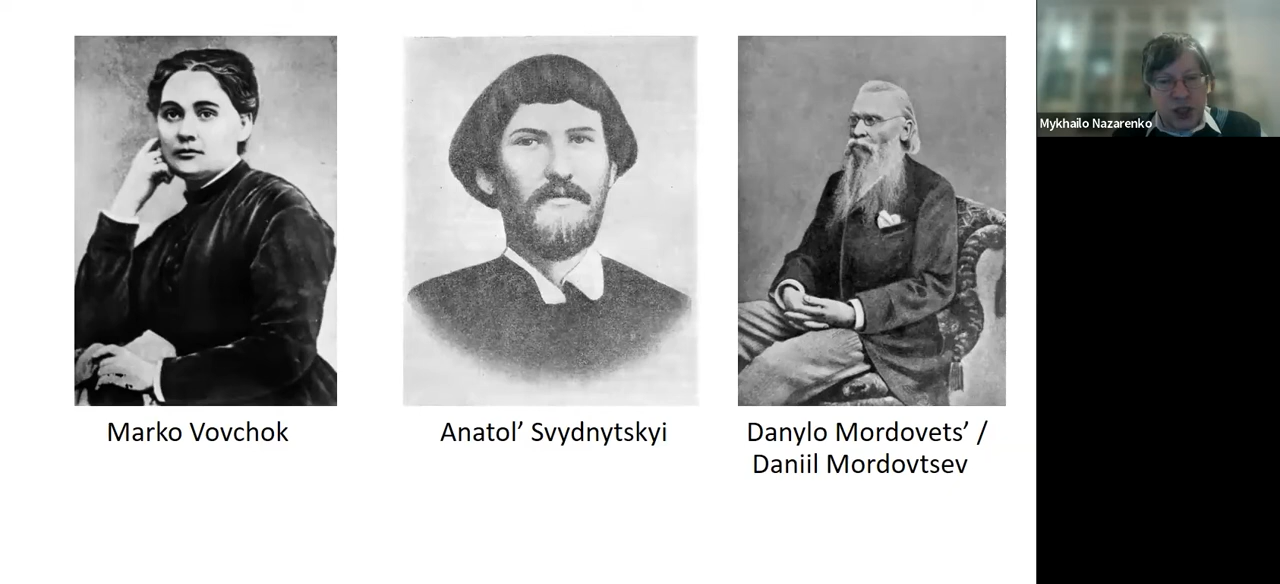 Marko Vovchok
Anatol’ Svydnytskyi
Danylo Mordovets’ /
Daniil Mordovtsev
Mykhailo Nazarenko